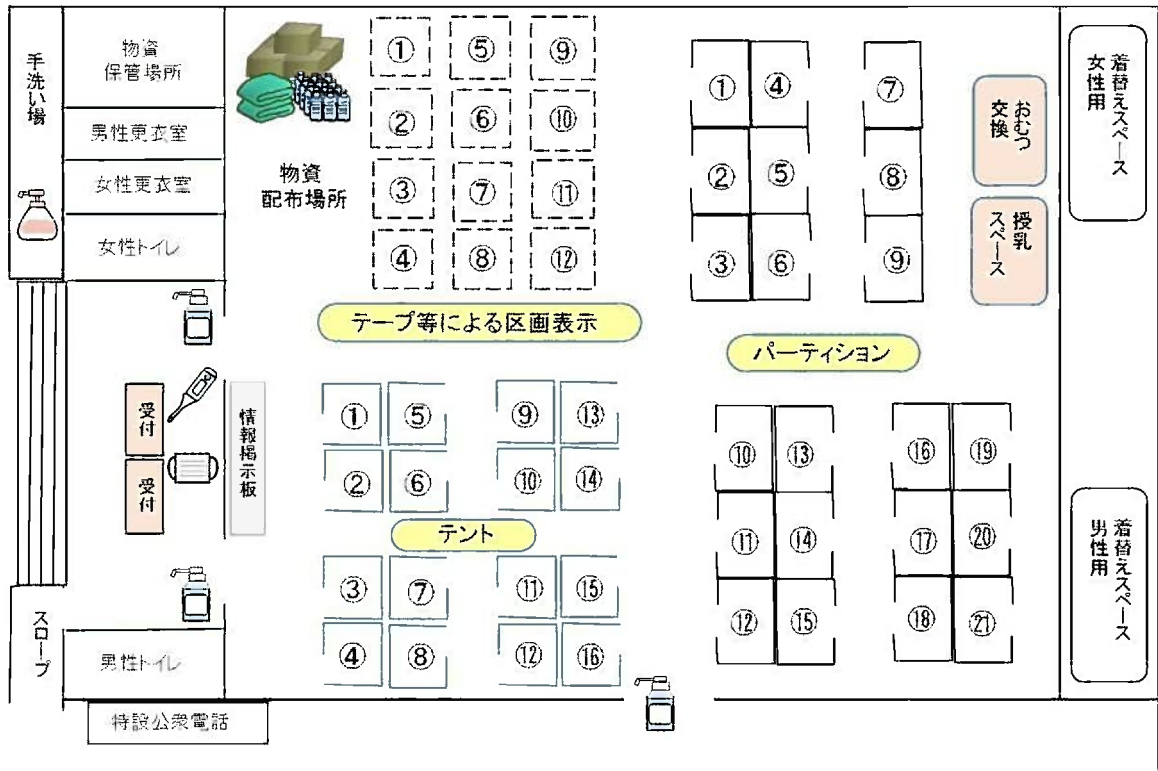 手洗い場
物資
保管場所
男性更衣室
女性更衣室
女性トイレ
物資
配布場所
① ⑤ ⑨
② ⑥ ⑩
③ ⑦ ⑪
④ ⑧ ⑫
テープ等による区画表示
① ④ ⑦
② ⑤ ⑧
③ ⑥ ⑨
パーティション
おむつ
交換
授乳
スペース
着替えスペース
女性用
受付
受付
情報掲示板
① ⑤ ⑨ ⑬
② ⑥ ⑩ ⑭
テント
③ ⑦ ⑪ ⑮
④ ⑧ ⑫ ⑯
⑩ ⑬ ⑯ ⑲
⑪ ⑭ ⑰ ⑳
⑫ ⑮ ⑱ ㉑
着替えスペース
男性用
スロープ
男性トイレ
特設公衆電話